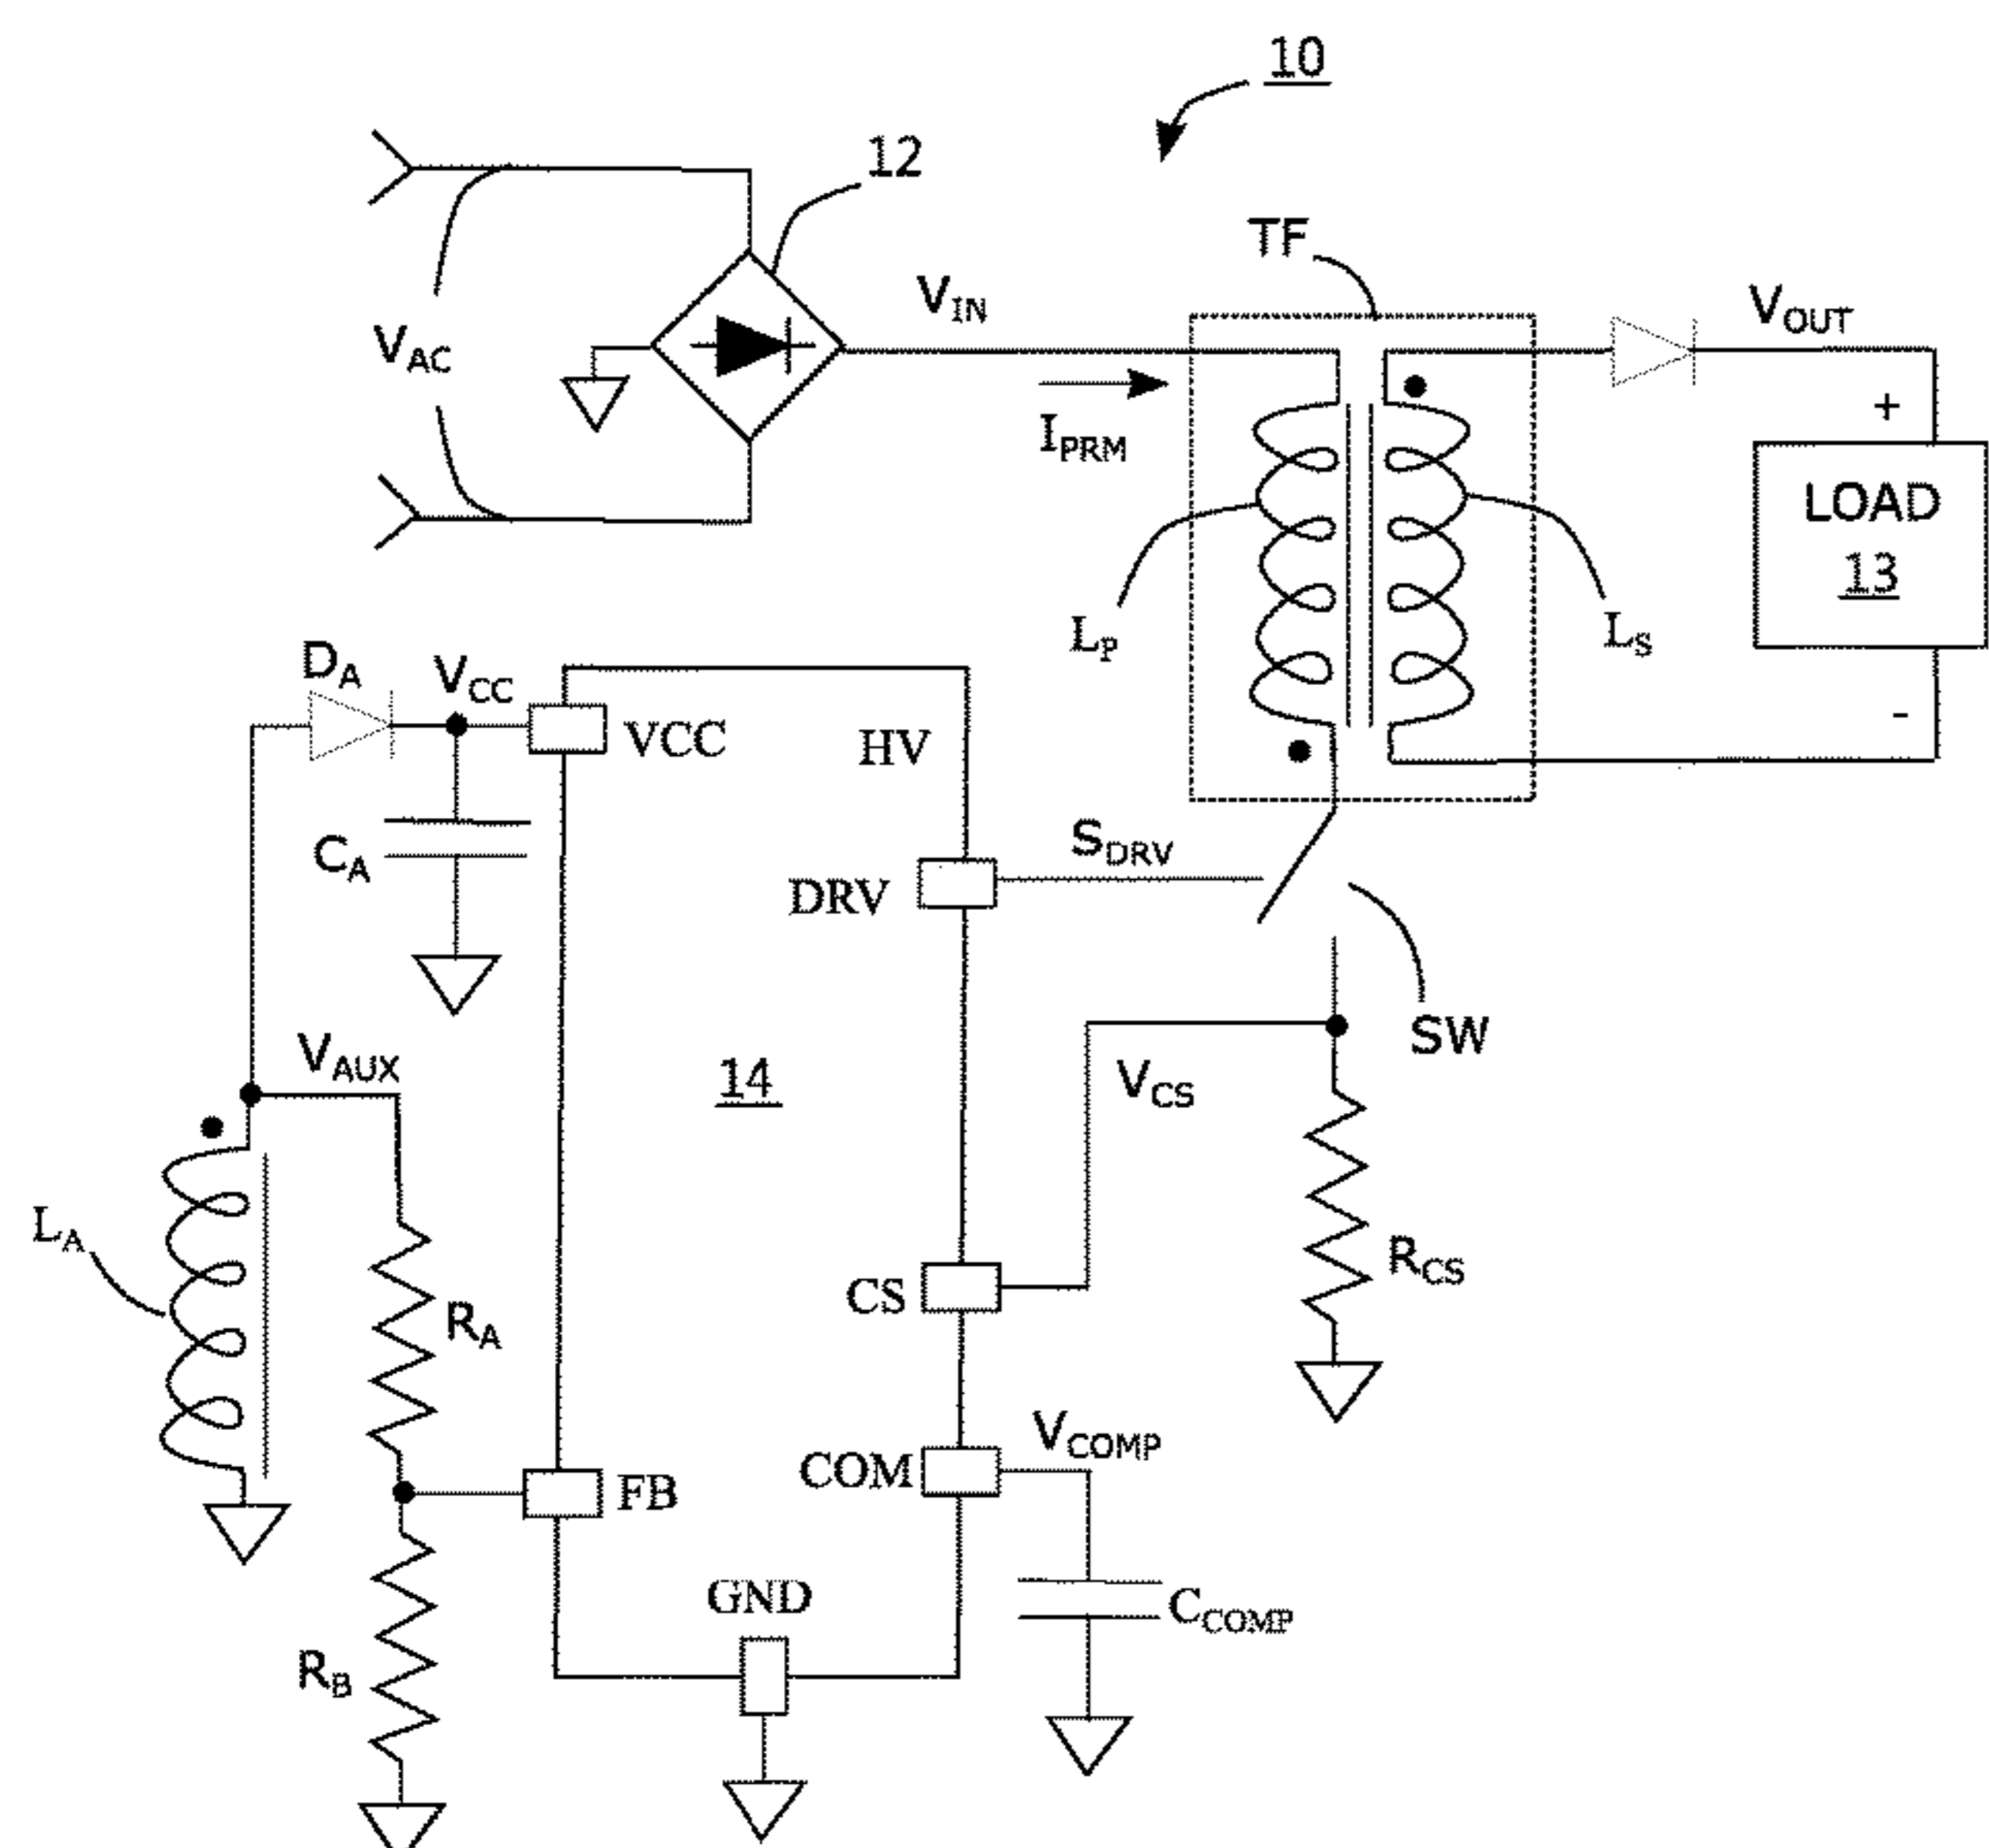 10
12
TF
V_IN
V_OUT
V_AC
I_PRM
+
LOAD
13
L_P
L_S
D_A
V_CC
VCC
HV
-
C_A
S_DRV
DRV
V_AUX
14
V_CS
SW
L_A
R_A
CS
R_CS
V_COMP
COM
FB
GND
C_COMP
R_B